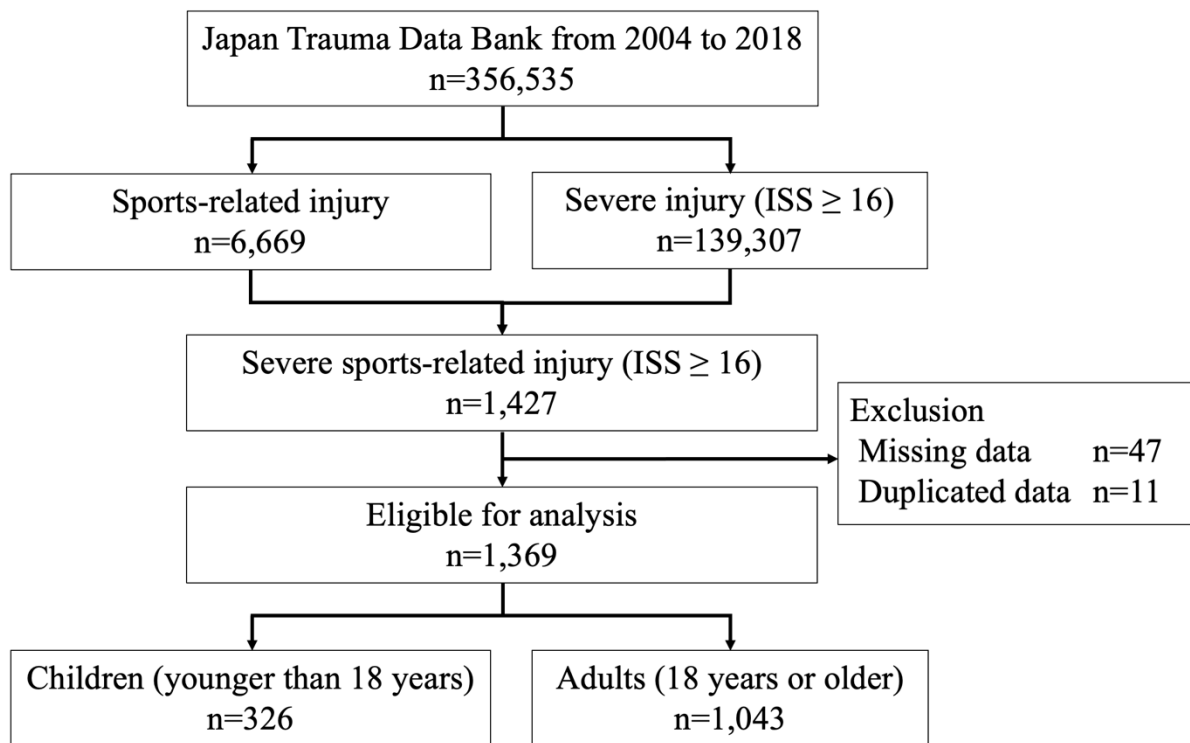 Japan Trauma Data Bank from 2004 to 2018
n=356,535
Sports-related injury
n=6,669
Severe injury (ISS ≥ 16)
n=139,307
Severe sports-related injury (ISS ≥ 16)
n=1,427
Exclusion
Missing data n=47
Duplicated data n=11
Eligible for analysis
n=1,369
Children (younger than 18 years)
n=326
Adults (18 years or older)
n=1,043